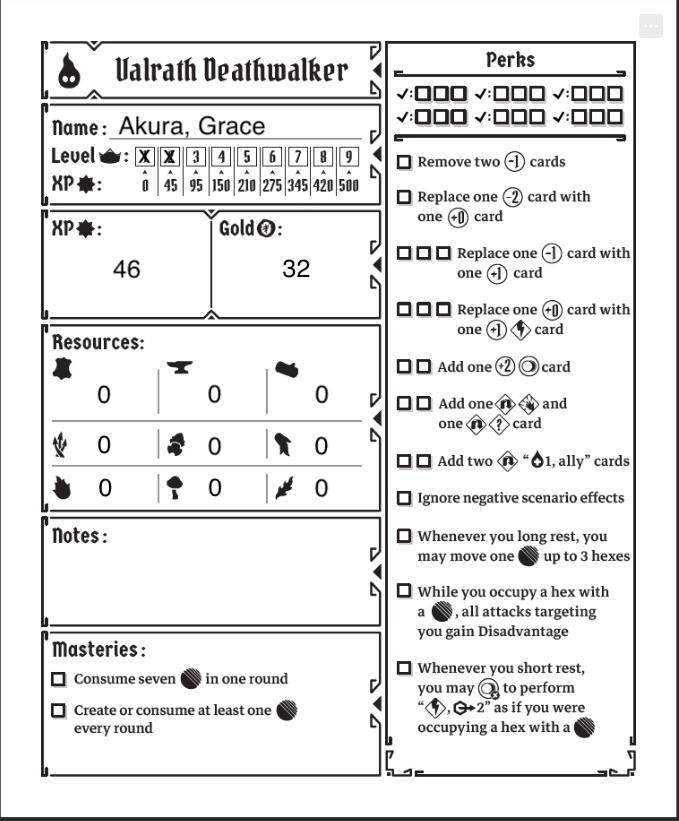 Valrath Deathwalker
Name: Akura, Grace
Level : X X 3 4 5 6 7 8 9
XP : 0 45 95 150 210 275 345 420 500
XP : Gold :
46 32
Resources:
0 0 0
0 0 0
0 0 0
Notes:
Masteries:
Consume seven in one round
Create or consume at least one
every round
Perks
✓: ✓: ✓:
✓: ✓: ✓:
Remove two -1 cards
Replace one -2 card with
one +0 card
Replace one -1 card with
one +1 card
Replace one +0 card with
one +1 card
Add one +2 card
Add one and
one ? card
Add two “ 1, ally” cards
Ignore negative scenario effects
Whenever you long rest, you
may move one up to 3 hexes
While you occupy a hex with
a , all attacks targeting
you gain Disadvantage
Whenever you short rest,
you may to perform
“ , 2” as if you were
occupying a hex with a